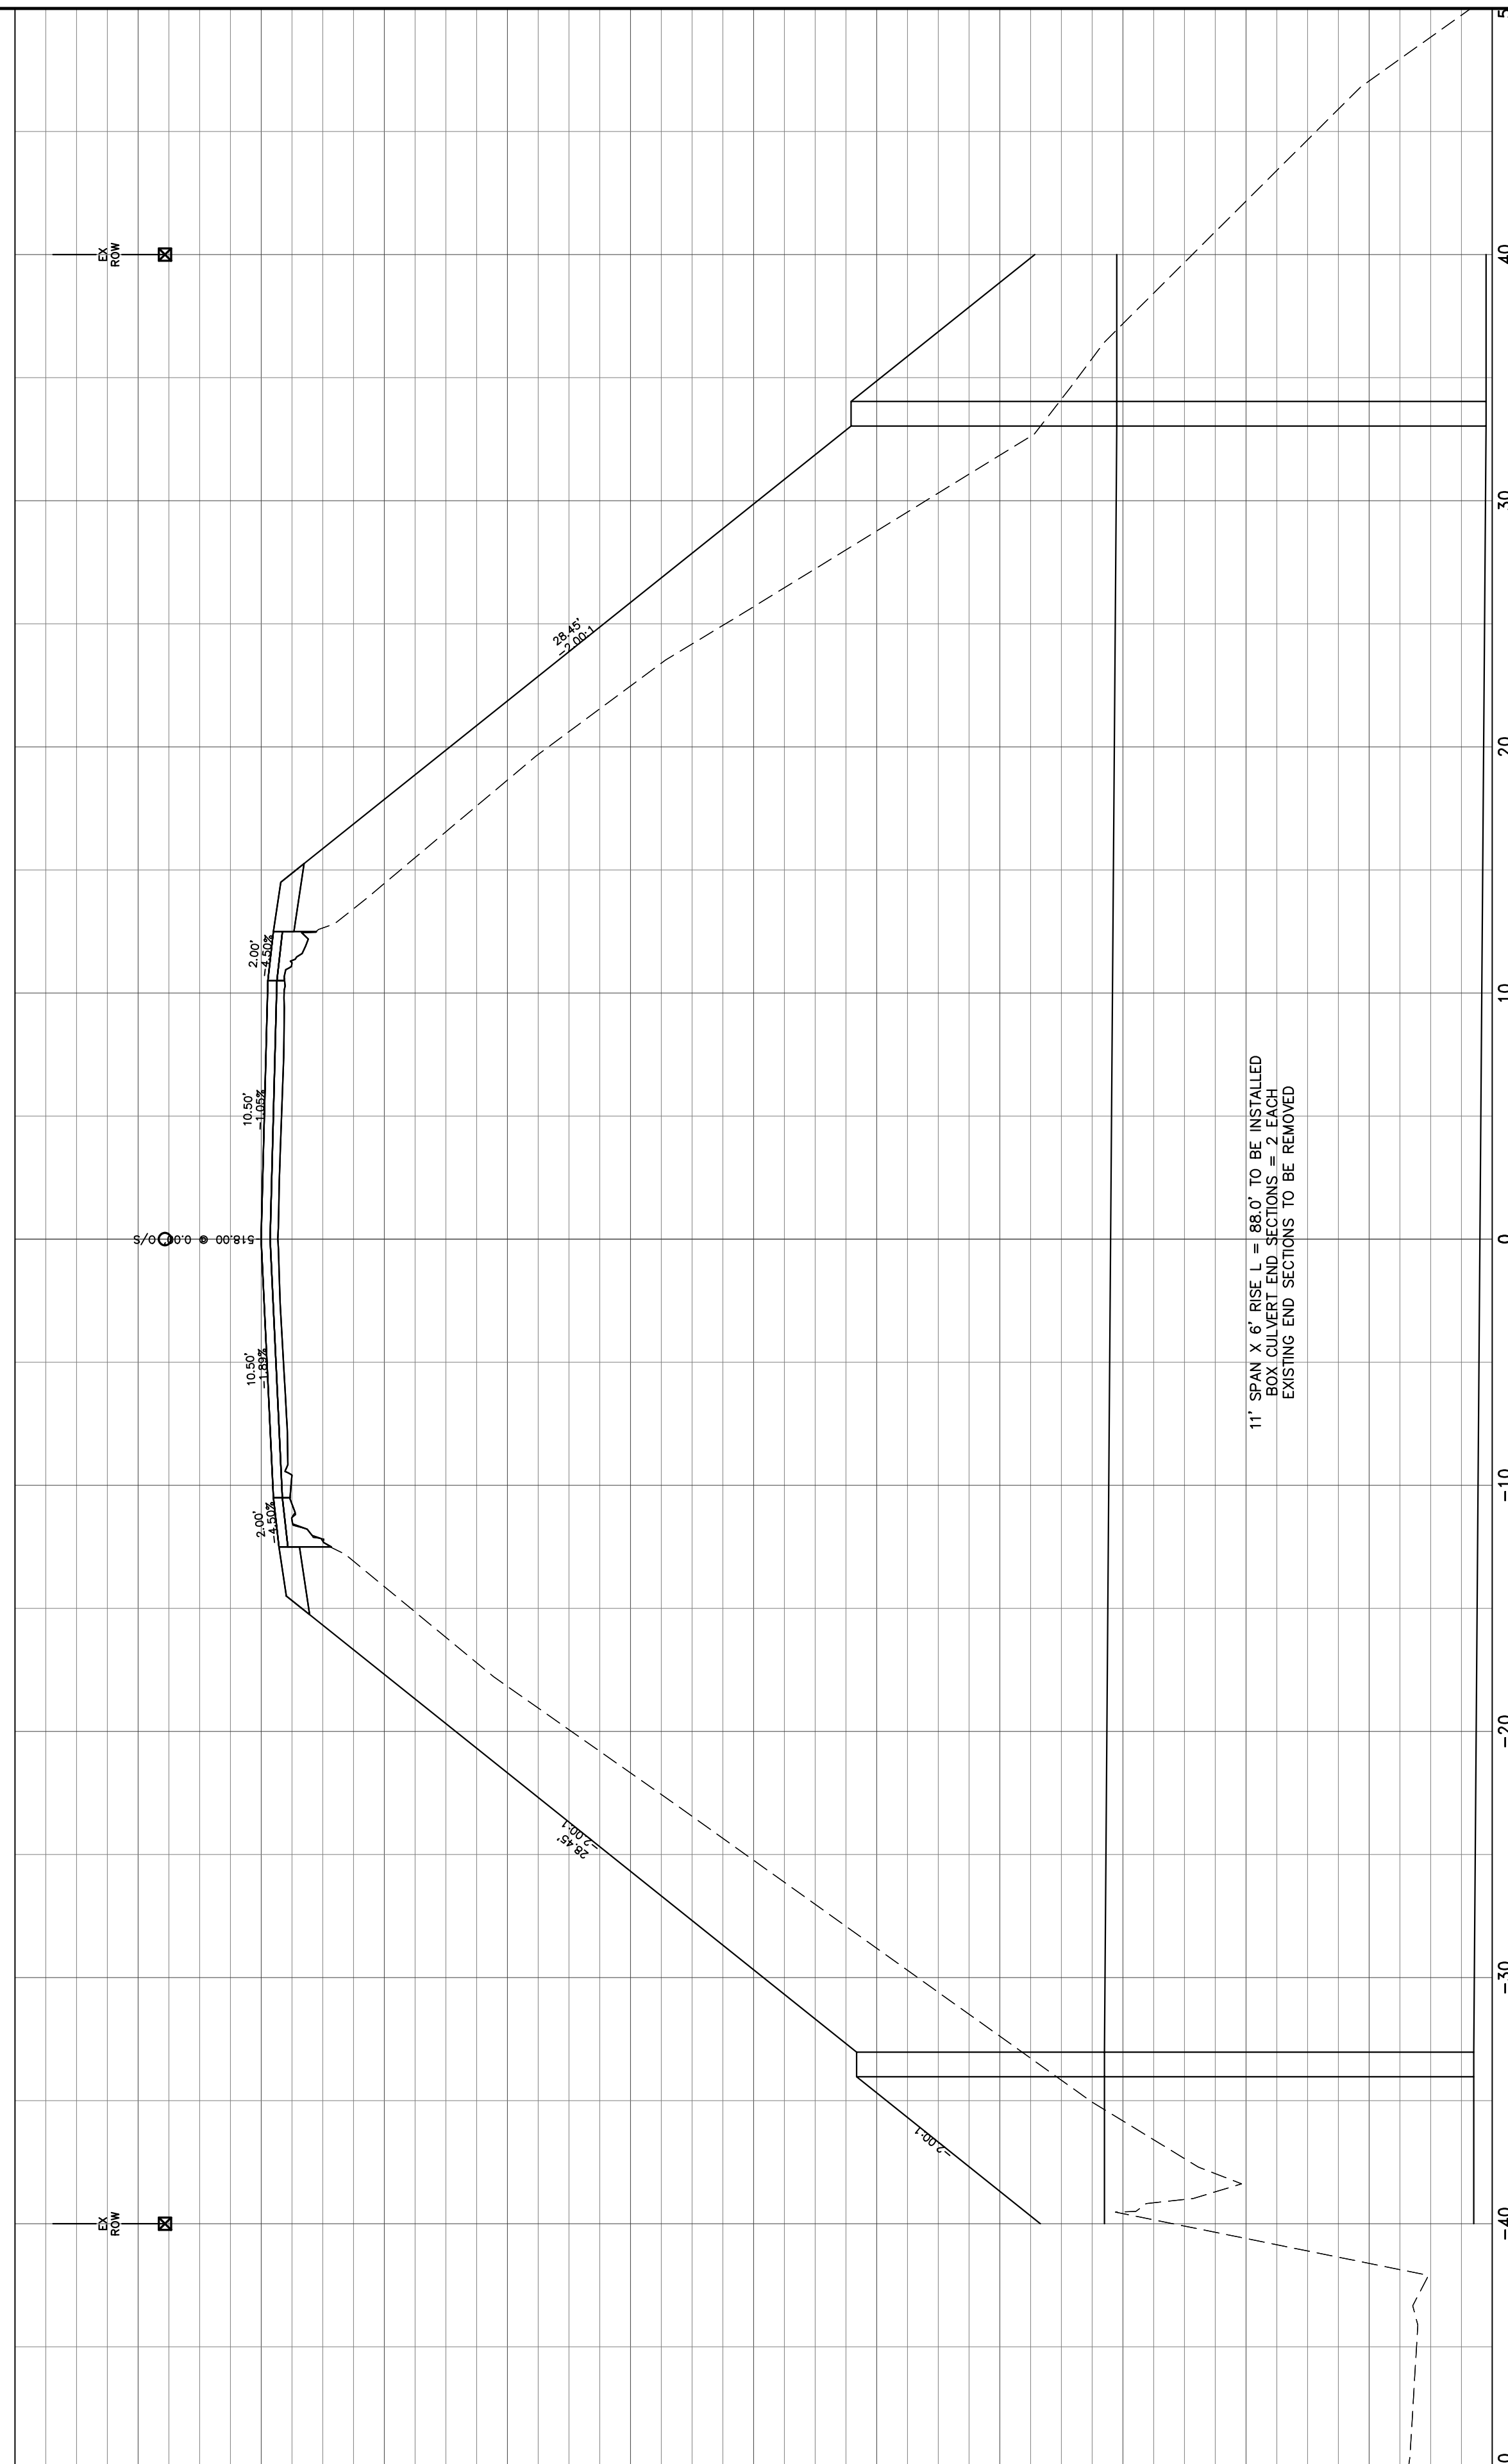 EX
ROW
518.00 @ 0.00' O/S
EX
ROW
28.45'
-2.00:1
2.00'
-4.50%
10.50'
-1.89%
10.50'
-1.05%
2.00'
-4.50%
28.45'
-2.00:1
-2.00:1
11' SPAN X 6' RISE L = 88.0' TO BE INSTALLED
BOX CULVERT END SECTIONS = 2 EACH
EXISTING END SECTIONS TO BE REMOVED
-40
-30
-20
-10
0
10
20
30
40